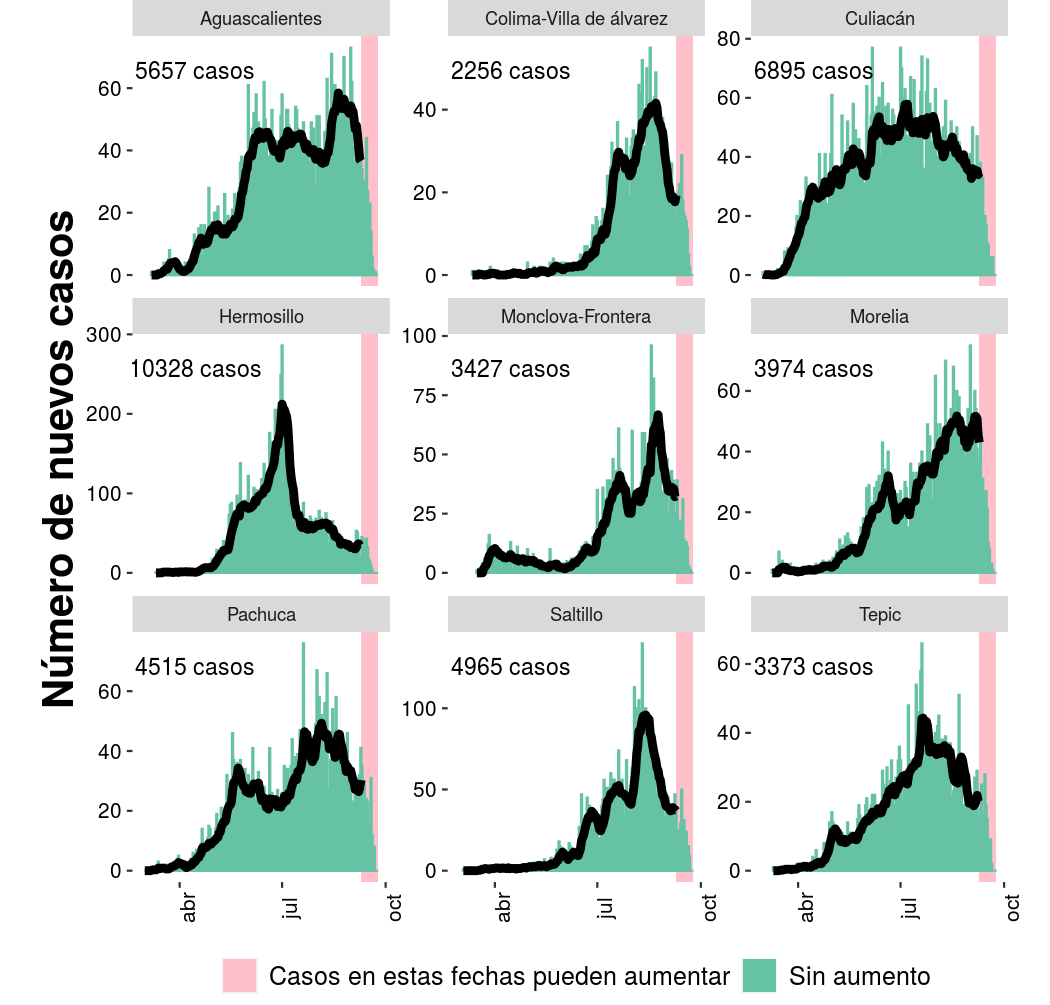 Número de nuevos casos
Aguascalientes
Colima-Villa de álvarez
Culiacán
5657 casos
2256 casos
6895 casos
60
40
20
0
40
20
0
80
60
40
20
0
Hermosillo
Monclova-Frontera
Morelia
10328 casos
3427 casos
3974 casos
300
200
100
0
100
75
50
25
0
60
40
20
0
Pachuca
Saltillo
Tepic
4515 casos
4965 casos
3373 casos
60
40
20
0
100
50
0
60
40
20
0
abr
jul
oct
abr
jul
oct
abr
jul
oct
Casos en estas fechas pueden aumentar
Sin aumento